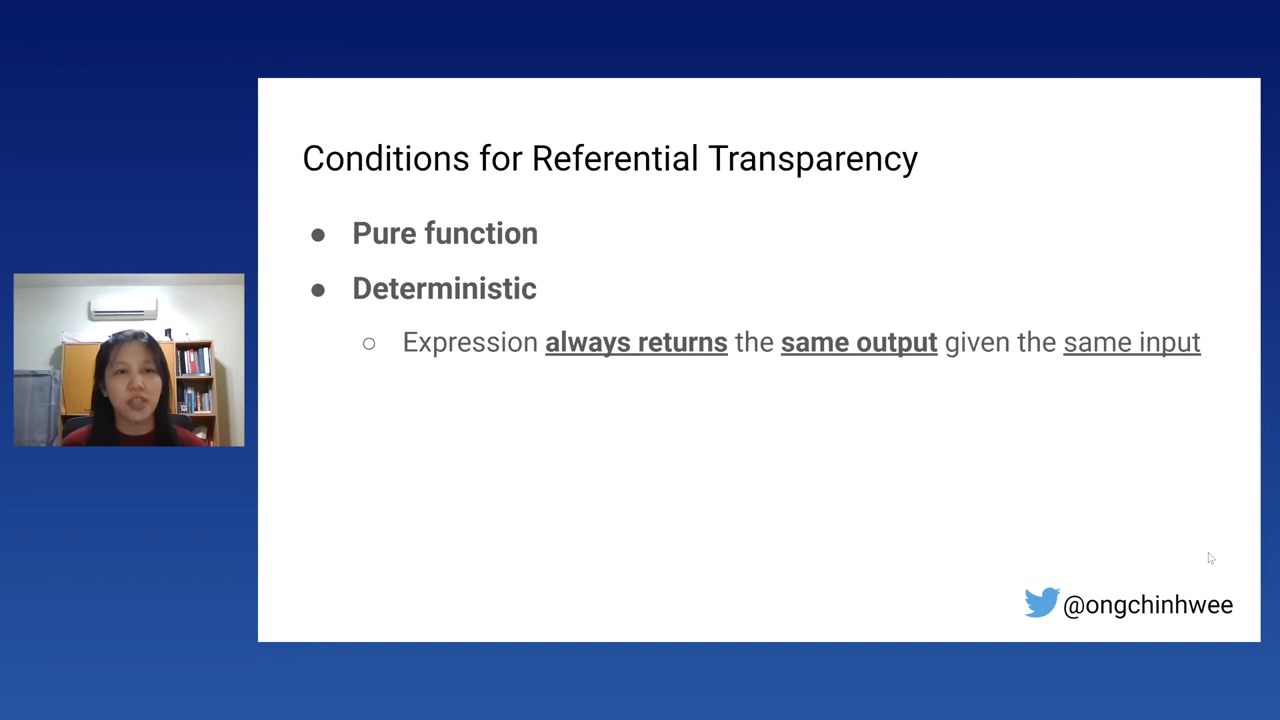 Conditions for Referential Transparency
● Pure function
● Deterministic
○ Expression always returns the same output given the same input
@ongchinhwee